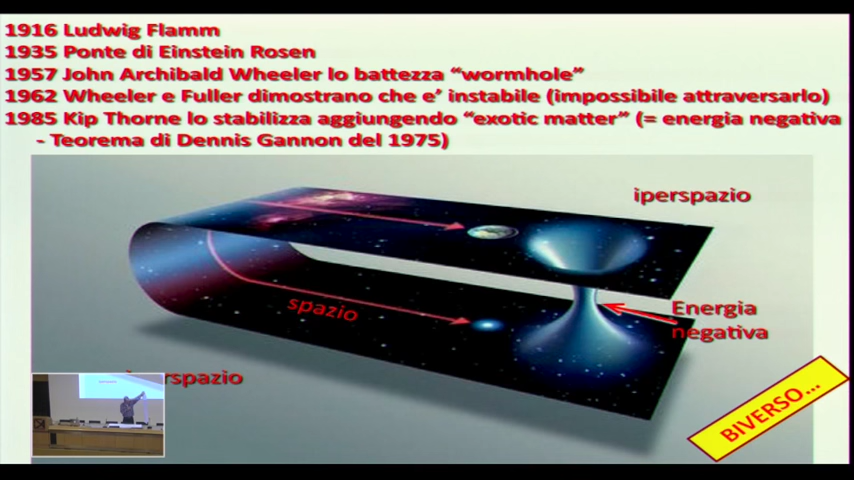 1916 Ludwig Flamm
1935 Ponte di Einstein Rosen
1957 John Archibald Wheeler lo battezza “wormhole”
1962 Wheeler e Fuller dimostrano che e’ instabile (impossibile attraversarlo)
1985 Kip Thorne lo stabilizza aggiungendo “exotic matter” (= energia negativa
- Teorema di Dennis Gannon del 1975)
iperspazio
spazio
Energia
negativa
rspazio
BIVERSO...